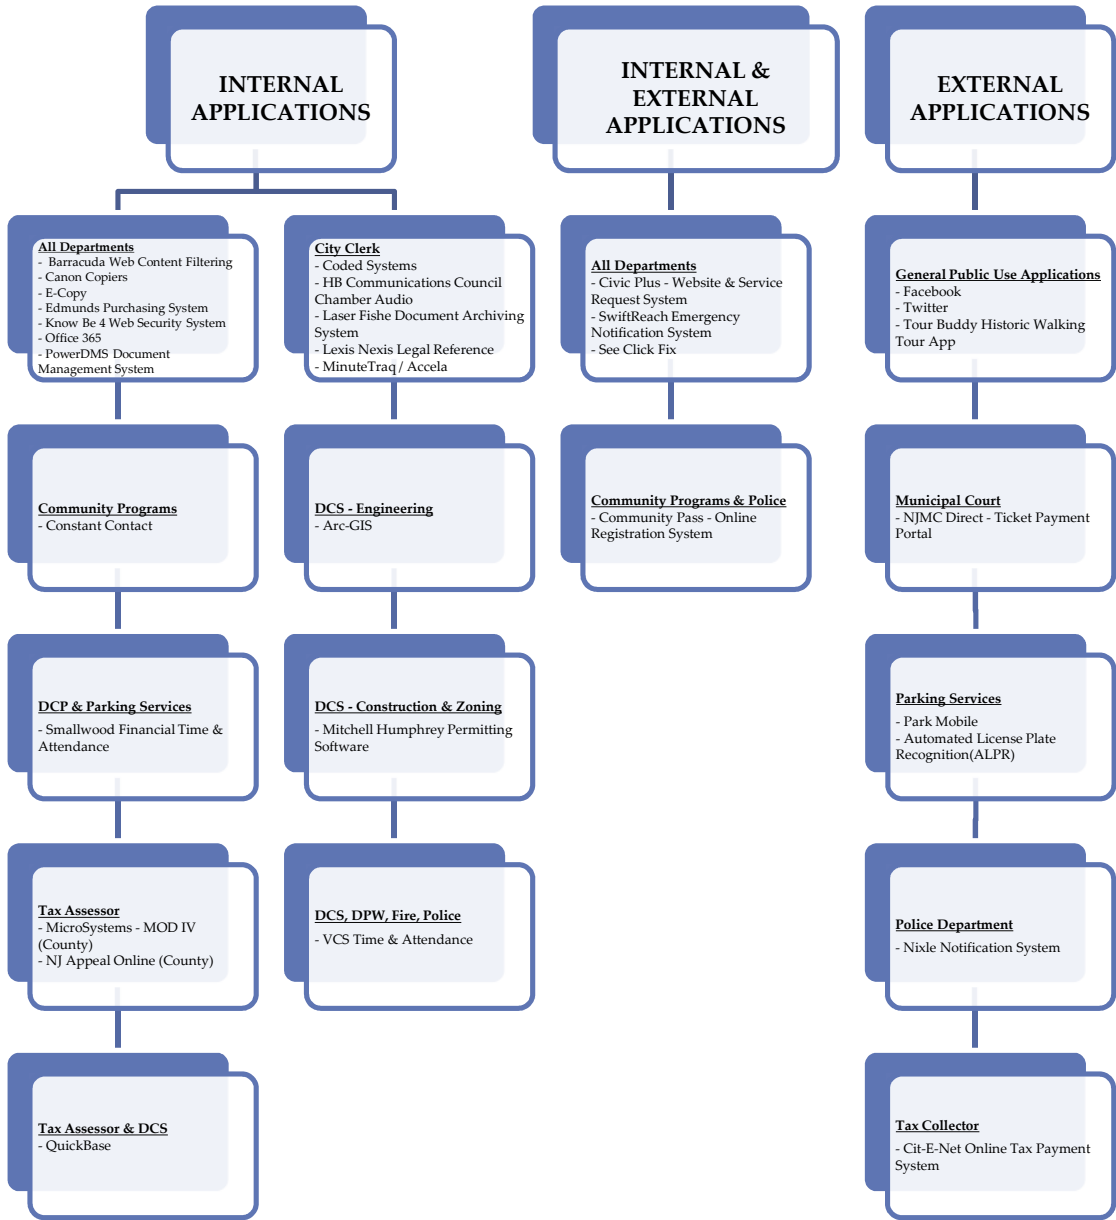 INTERNAL
APPLICATIONS
All Departments
- Barracuda Web Content Filtering
- Canon Copiers
- E-Copy
- Edmunds Purchasing System
- Know Be 4 Web Security System
- Office 365
- PowerDMS Document
Management System
Community Programs
- Constant Contact
DCP & Parking Services
- Smallwood Financial Time &
Attendance
Tax Assessor
- MicroSystems - MOD IV
(County)
- NJ Appeal Online (County)
Tax Assessor & DCS
- QuickBase
City Clerk
- Coded Systems
- HB Communications Council
Chamber Audio
- Laser Fishe Document Archiving
System
- Lexis Nexis Legal Reference
- MinuteTraq / Accela
DCS - Engineering
- Arc-GIS
DCS - Construction & Zoning
- Mitchell Humphrey Permitting
Software
DCS, DPW, Fire, Police
- VCS Time & Attendance
INTERNAL &
EXTERNAL
APPLICATIONS
All Departments
- Civic Plus - Website & Service
Request System
- SwiftReach Emergency
Notification System
- See Click Fix
Community Programs & Police
- Community Pass - Online
Registration System
EXTERNAL
APPLICATIONS
General Public Use Applications
- Facebook
- Twitter
- Tour Buddy Historic Walking
Tour App
Municipal Court
- NJMC Direct - Ticket Payment
Portal
Parking Services
- Park Mobile
- Automated License Plate
Recognition(ALPR)
Police Department
- Nixle Notification System
Tax Collector
- Cit-E-Net Online Tax Payment
System